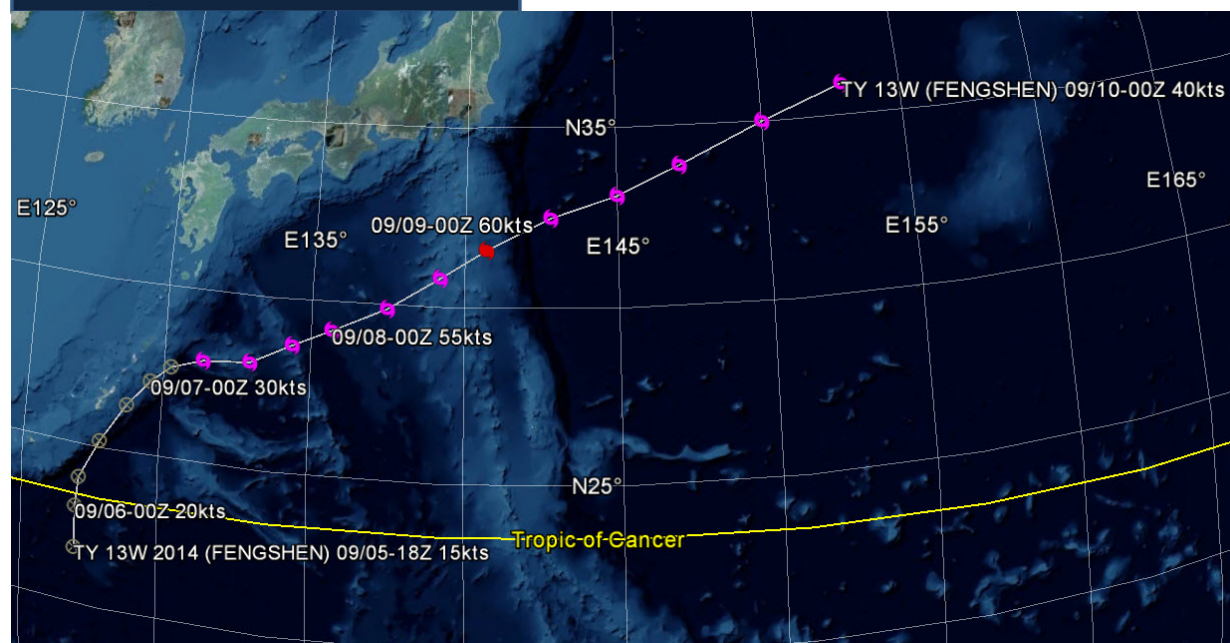 TY 13W (FENGSHEN) 09/10-00Z 40kts
N35°
E165°
E125°
09/09-00Z 60kts
E155°
E135°
E145°
09/08-00Z 55kts
09/07-00Z 30kts
N25°
09/06-00Z 20kts
Tropic of Cancer
TY 13W 2014 (FENGSHEN) 09/05-18Z 15kts